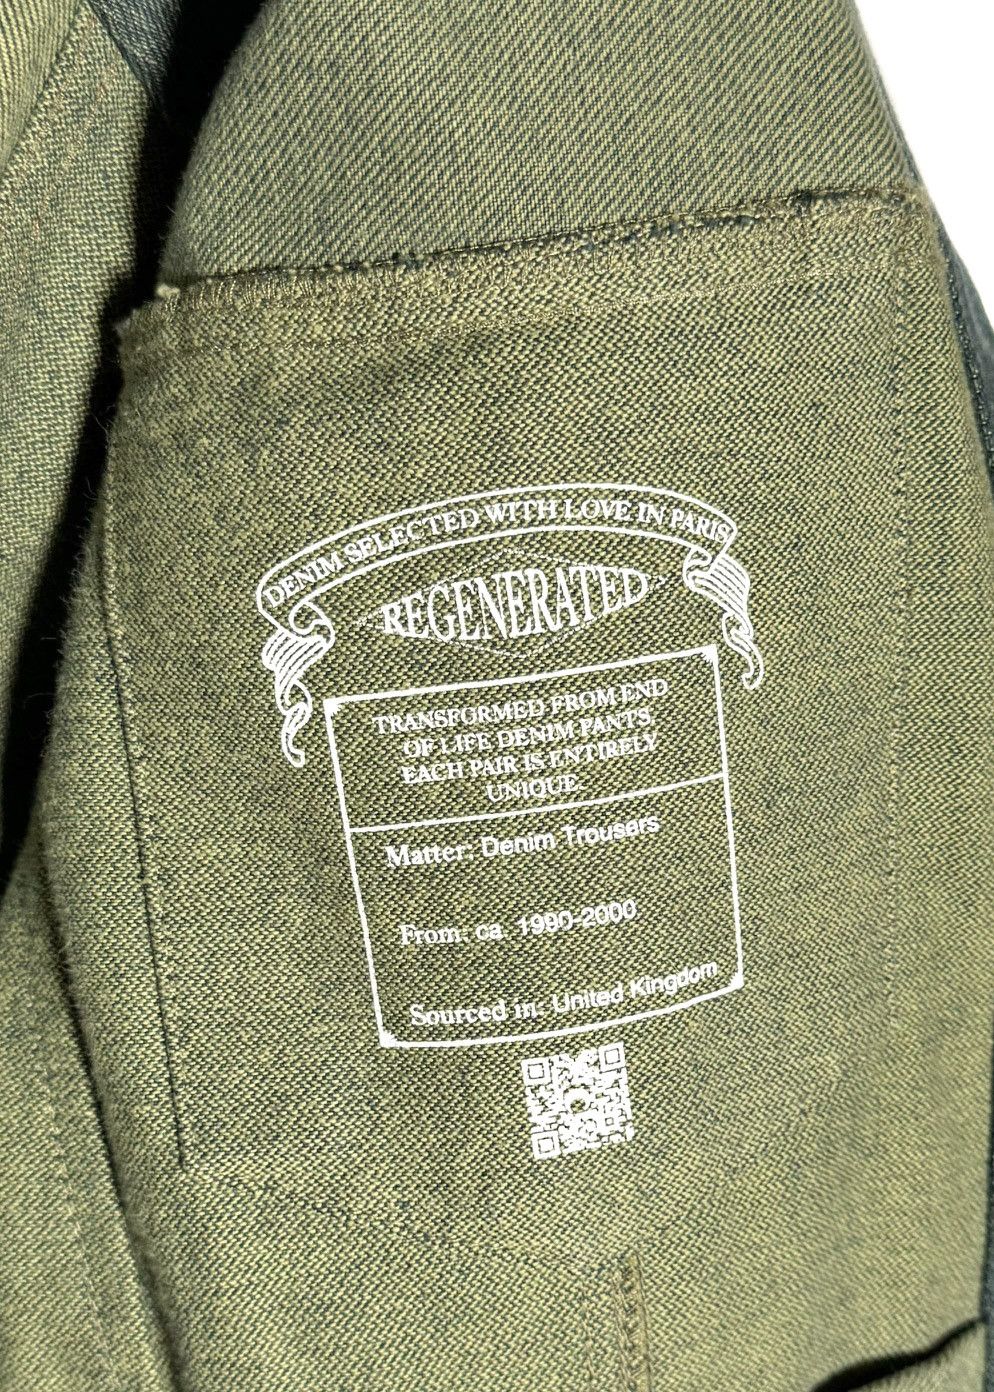 DENIM SELECTED WITH LOVE IN PARIS
REGENERATED
TRANSFORMED FROM END
OF LIFE DENIM PANTS,
EACH PAIR IS ENTIRELY
UNIQUE.
Matter: Denim Trousers
From: ca. 1990-2000
Sourced in: United Kingdom